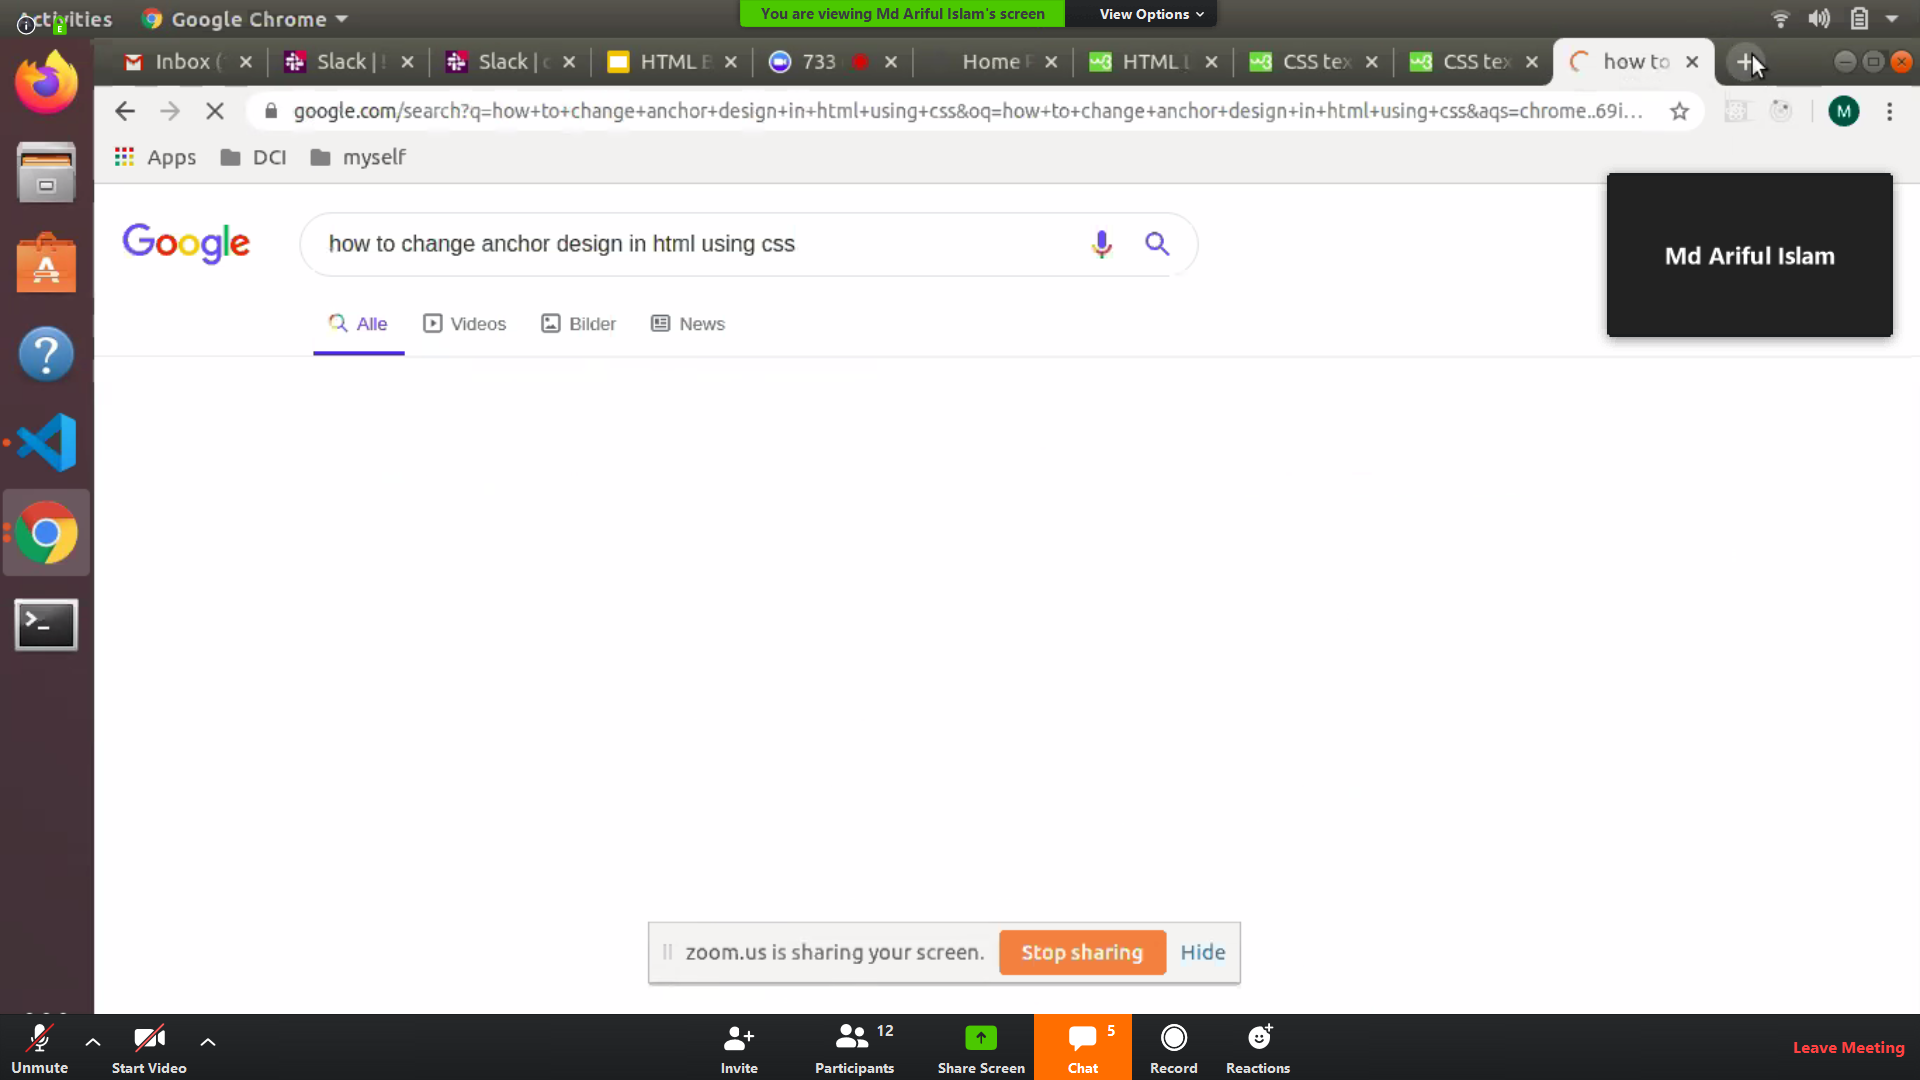 Activities
Google Chrome
You are viewing Md Ariful Islam's screen
View Options
Inbox (
Slack |
Slack |
HTML
733
Home
HTML
CSS tex
CSS tex
how to
google.com/search?q=how+to+change+anchor+design+in+html+using+css&oq=how+to+change+anchor+design+in+html+using+css&aqs=chrome..69i...
M
Apps
DCI
myself
Google
how to change anchor design in html using css
Md Ariful Islam
Alle
Videos
Bilder
News
zoom.us is sharing your screen.
Stop sharing
Hide
Unmute
Start Video
Invite
12
Participants
Share Screen
5
Chat
Record
Reactions
Leave Meeting